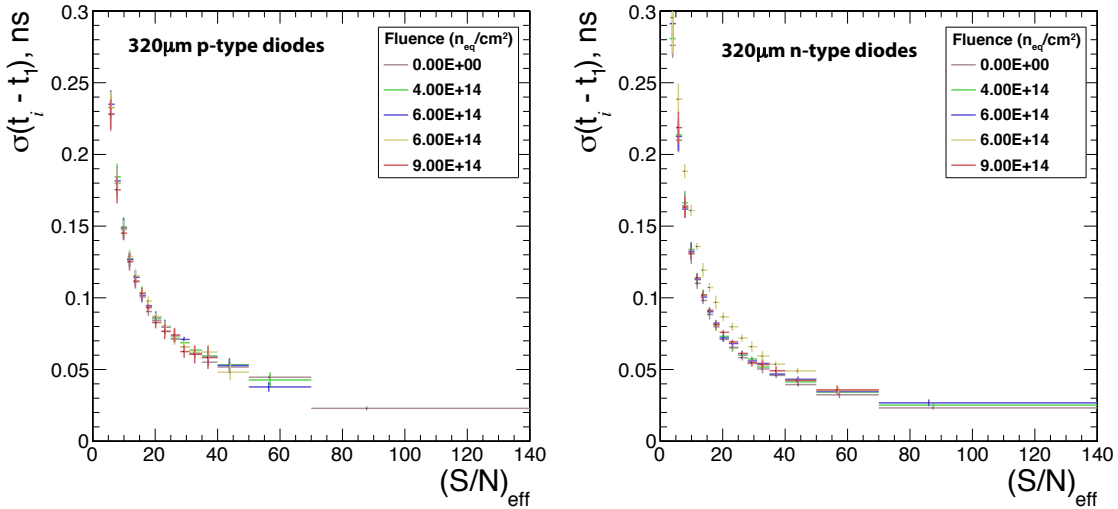 320μm p-type diodes
Fluence (n_eq/cm²)
0.00E+00
4.00E+14
6.00E+14
6.00E+14
9.00E+14
σ(t_i - t_1), ns
0.3
0.25
0.2
0.15
0.1
0.05
0
0 20 40 60 80 100 120 140
(S/N)_eff
320μm n-type diodes
Fluence (n_eq/cm²)
0.00E+00
4.00E+14
6.00E+14
6.00E+14
9.00E+14
σ(t_i - t_1), ns
0.3
0.25
0.2
0.15
0.1
0.05
0
0 20 40 60 80 100 120 140
(S/N)_eff